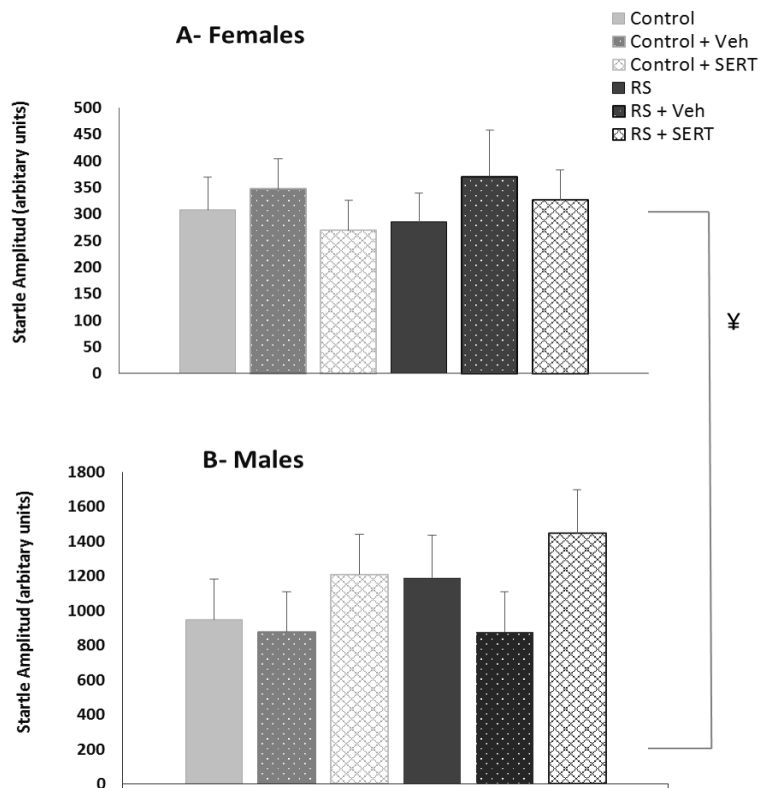 A- Females
Control
Control + Veh
Control + SERT
RS
RS + Veh
RS + SERT
Startle Amplitud (arbitary units)
500
450
400
350
300
250
200
150
100
50
0
¥
B- Males
Startle Amplitud (arbitary units)
1800
1600
1400
1200
1000
800
600
400
200
0